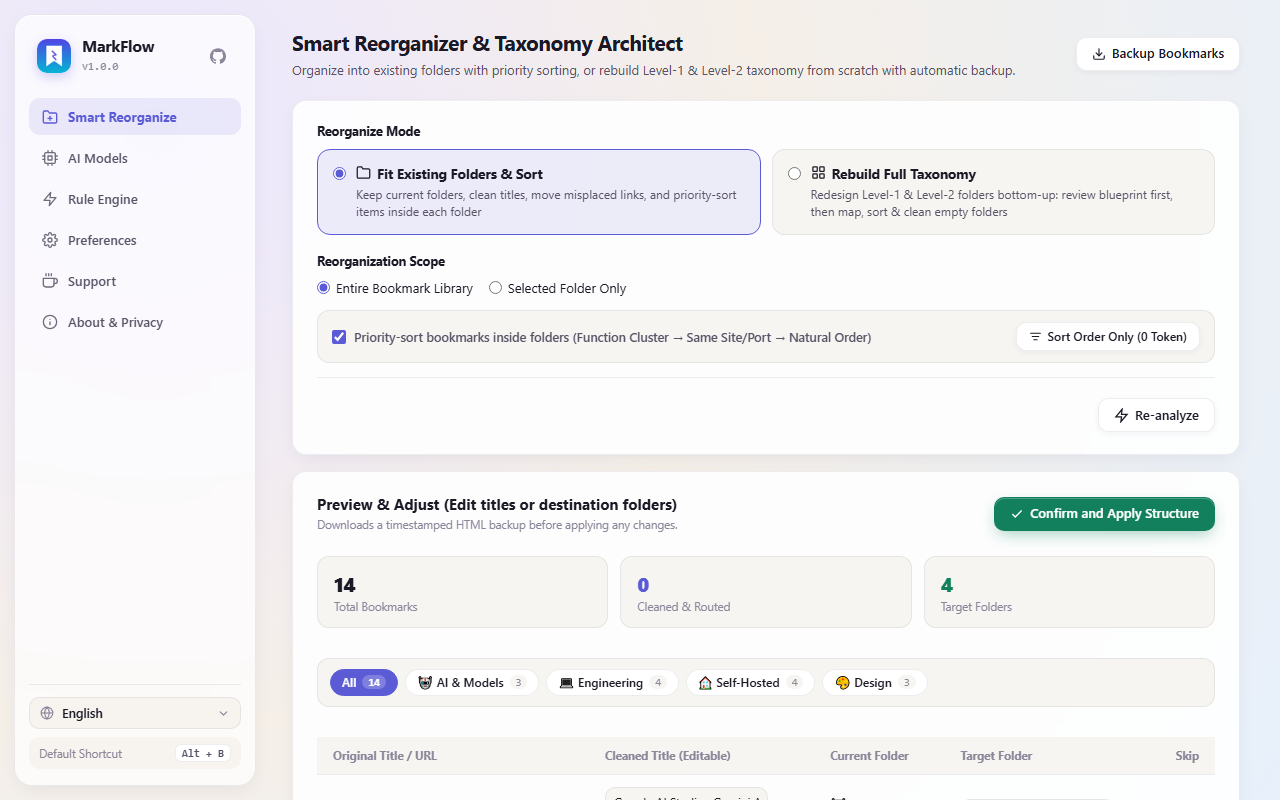 MarkFlow
v1.0.0
Smart Reorganize
AI Models
Rule Engine
Preferences
Support
About & Privacy
English
Default Shortcut
Alt + B
Smart Reorganizer & Taxonomy Architect
Organize into existing folders with priority sorting, or rebuild Level-1 & Level-2 taxonomy from scratch with automatic backup.
Backup Bookmarks
Reorganize Mode
Fit Existing Folders & Sort
Keep current folders, clean titles, move misplaced links, and priority-sort
items inside each folder
Rebuild Full Taxonomy
Redesign Level-1 & Level-2 folders bottom-up: review blueprint first,
then map, sort & clean empty folders
Reorganization Scope
Entire Bookmark Library
Selected Folder Only
Priority-sort bookmarks inside folders (Function Cluster → Same Site/Port → Natural Order)
Sort Order Only (0 Token)
Re-analyze
Preview & Adjust (Edit titles or destination folders)
Downloads a timestamped HTML backup before applying any changes.
Confirm and Apply Structure
14
Total Bookmarks
0
Cleaned & Routed
4
Target Folders
All 14
AI & Models 3
Engineering 4
Self-Hosted 4
Design 3
Original Title / URL
Cleaned Title (Editable)
Current Folder
Target Folder
Skip